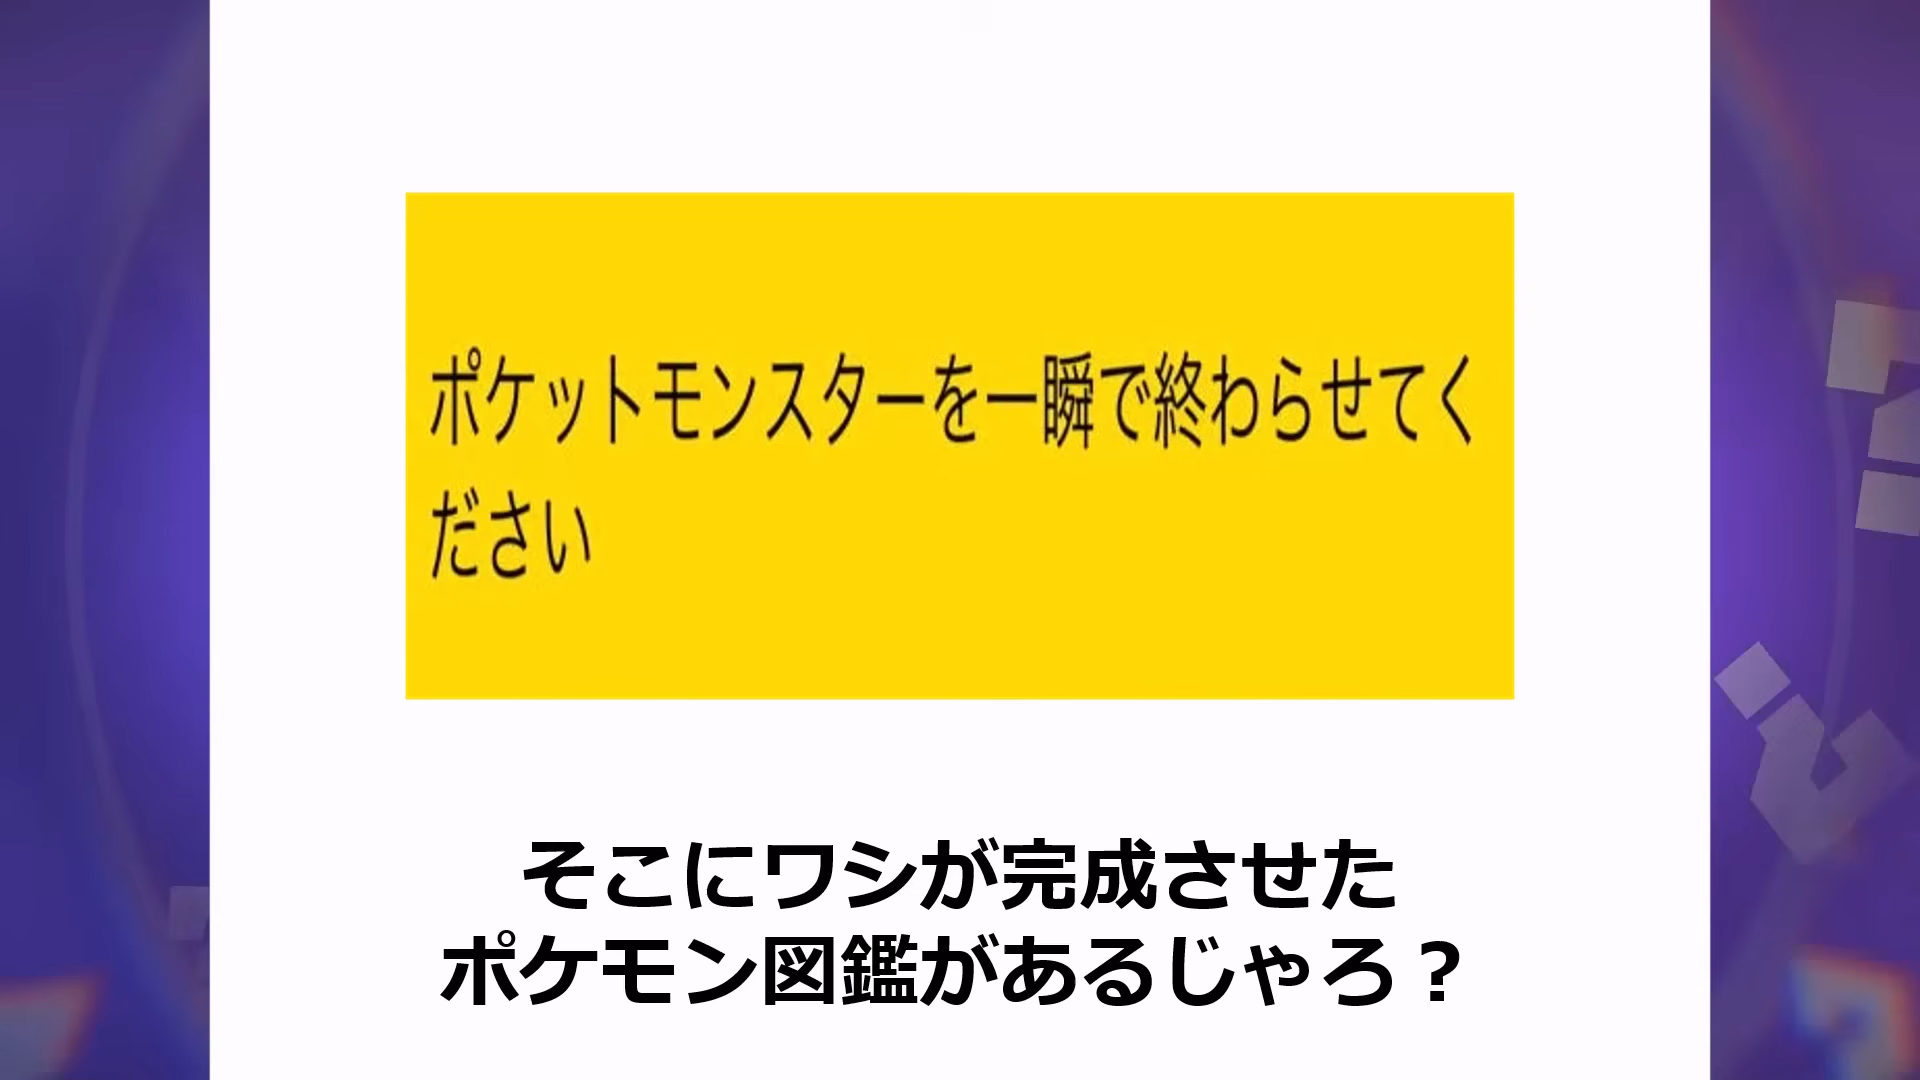 ポケットモンスターを一瞬で終わらせてく
ださい
そこにワシが完成させた
ポケモン図鑑があるじゃろ？